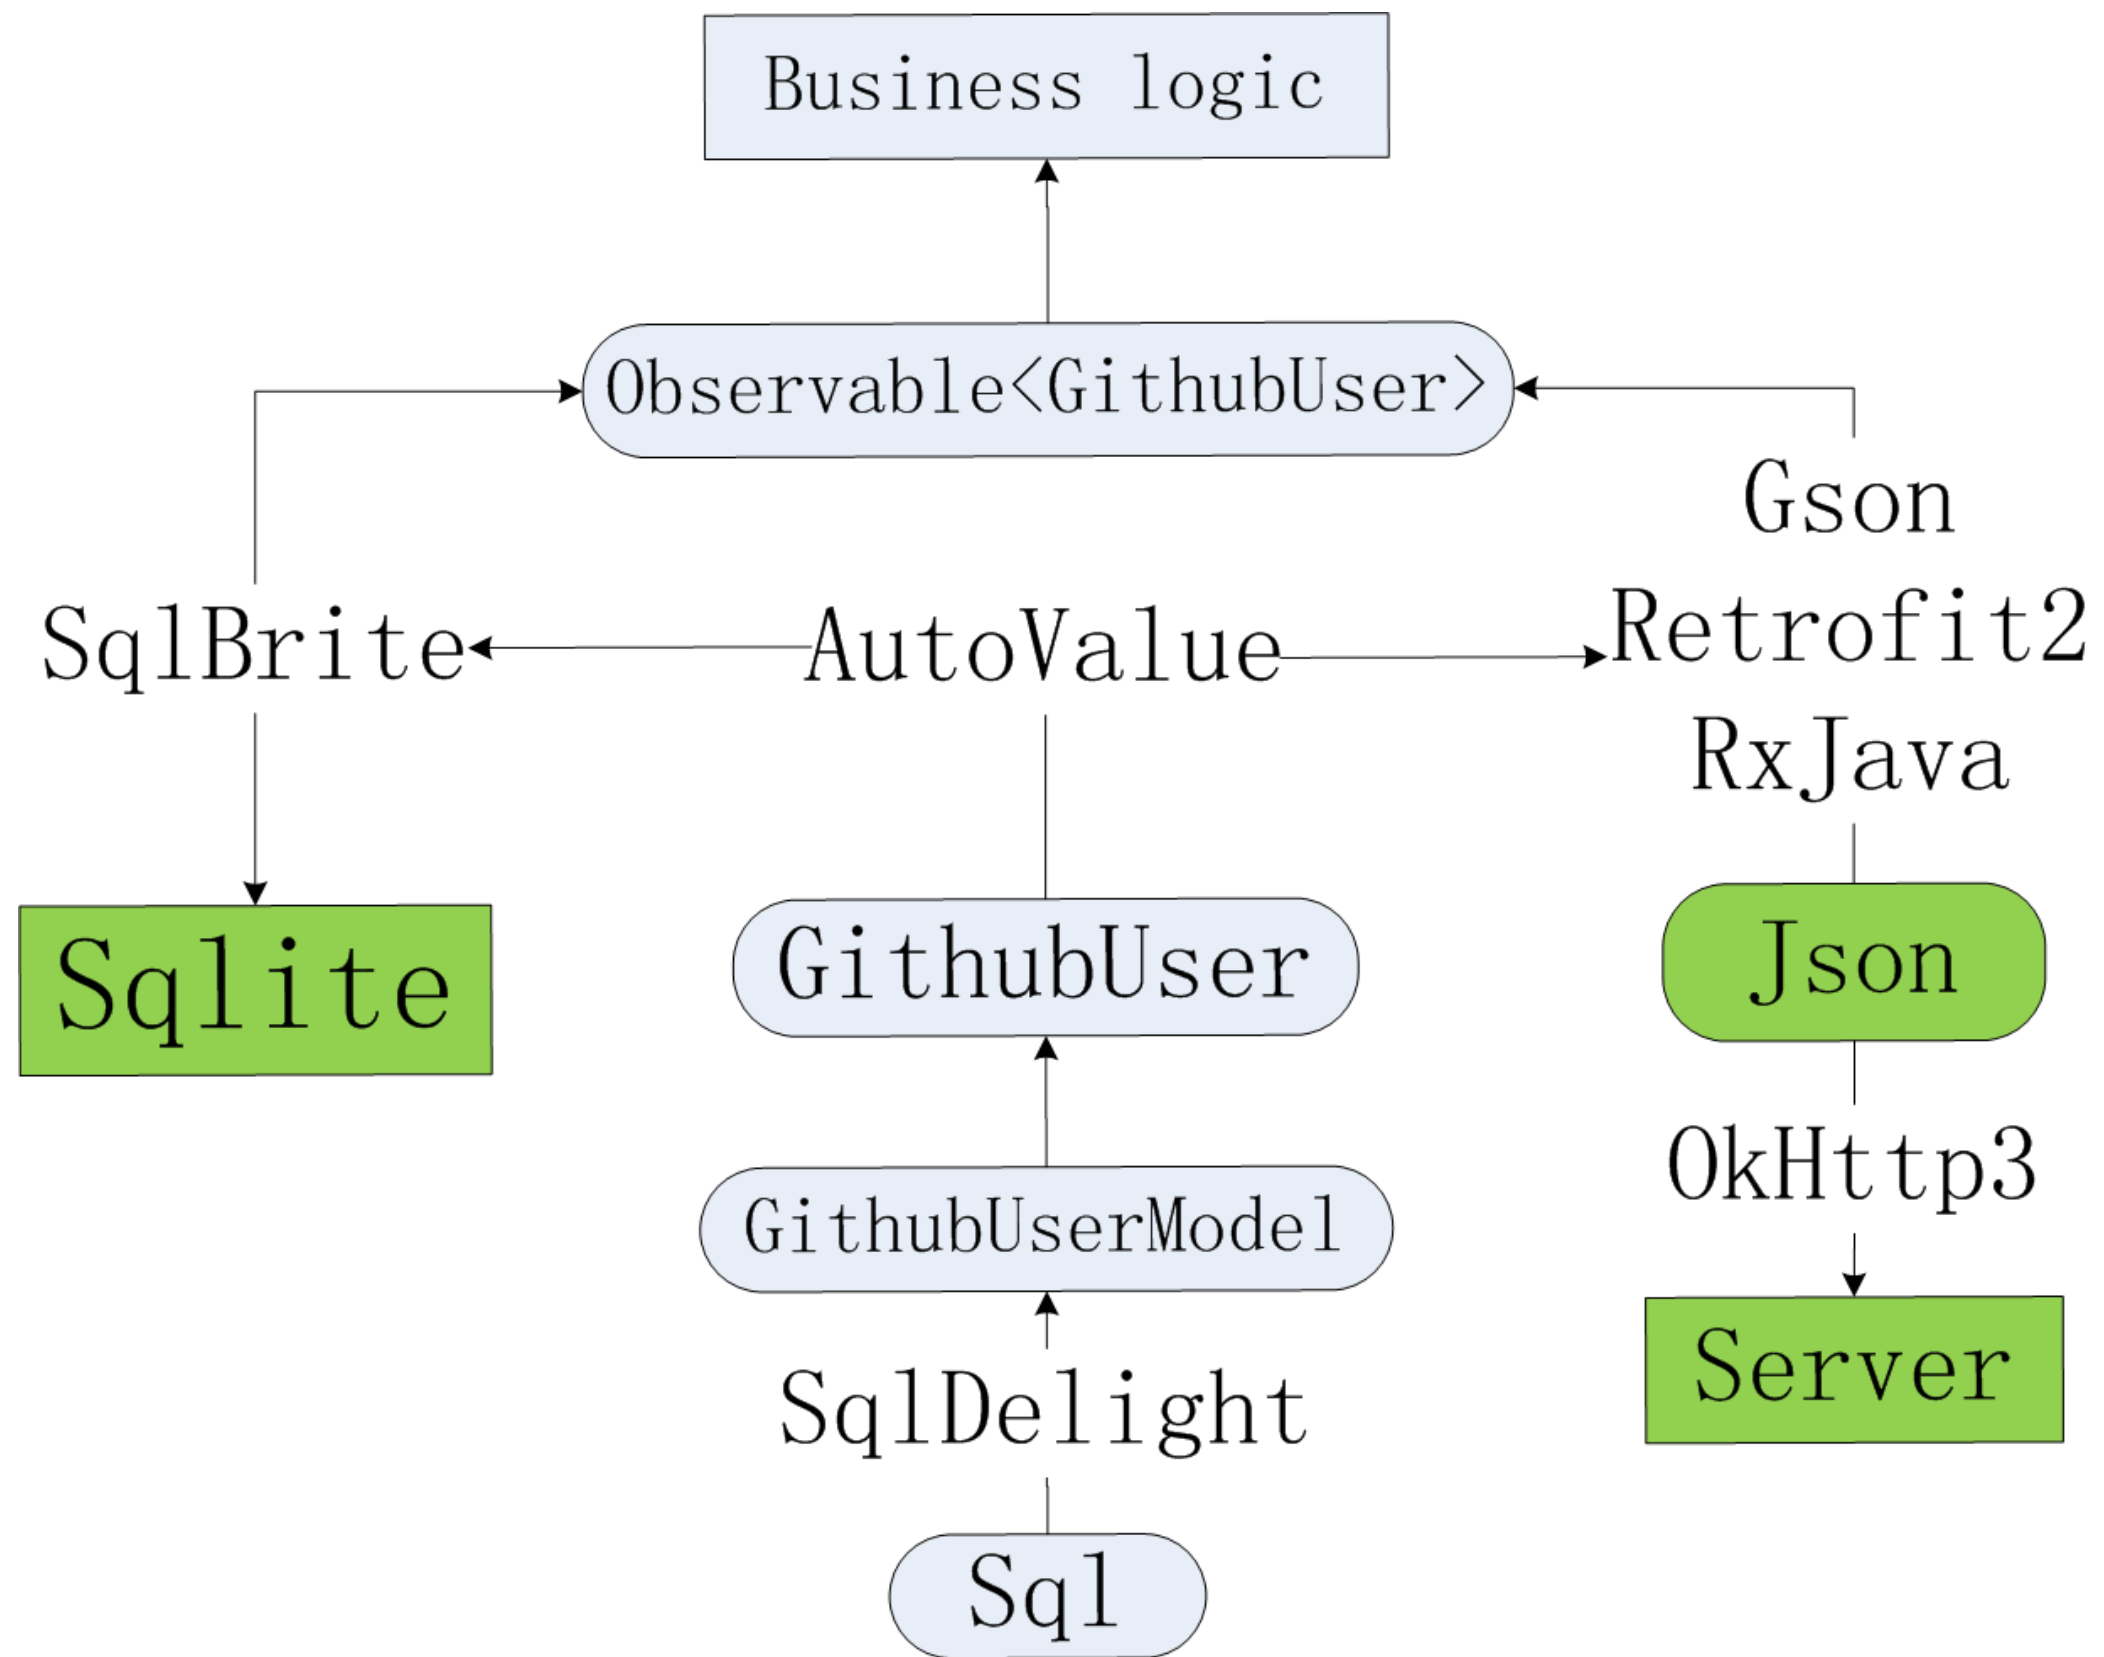 Business logic
Observable<GithubUser>
Gson
SqlBrite
AutoValue
Retrofit2
RxJava
Sqlite
GithubUser
Json
OkHttp3
GithubUserModel
Server
SqlDelight
Sql